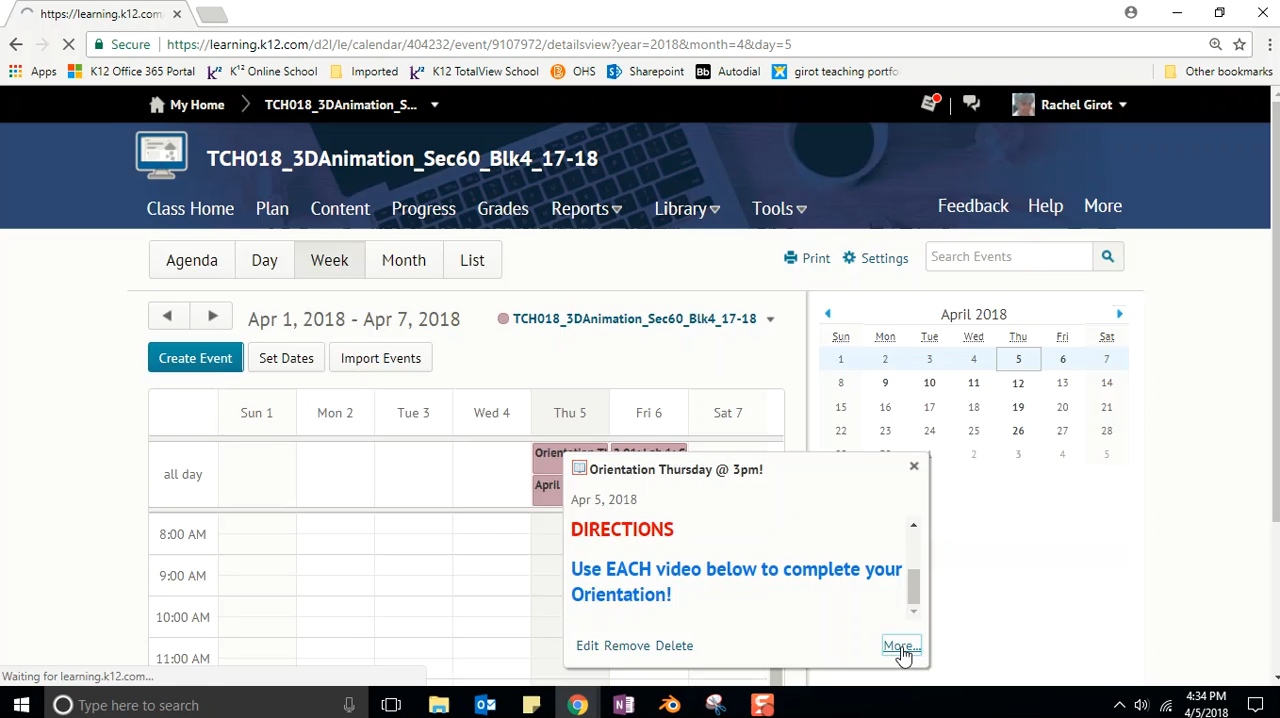 https://learning.k12.com
Secure https://learning.k12.com/d2l/le/calendar/404232/event/9107972/detailsview?year=2018&month=4&day=5
Apps K12 Office 365 Portal K¹² Online School Imported K12 TotalView School OHS Sharepoint Bb Autodial girot teaching portfo Other bookmarks
My Home TCH018_3DAnimation_S... Rachel Girot
TCH018_3DAnimation_Sec60_Blk4_17-18
Class Home Plan Content Progress Grades Reports Library Tools Feedback Help More
Agenda Day Week Month List Print Settings Search Events
Apr 1, 2018 - Apr 7, 2018 TCH018_3DAnimation_Sec60_Blk4_17-18 April 2018
Sun Mon Tue Wed Thu Fri Sat
Create Event Set Dates Import Events 1 2 3 4 5 6 7
8 9 10 11 12 13 14
Sun 1 Mon 2 Tue 3 Wed 4 Thu 5 Fri 6 Sat 7 15 16 17 18 19 20 21
22 23 24 25 26 27 28
1 2 3 4 5
all day
April
Orientation Thursday @ 3pm!
Apr 5, 2018
DIRECTIONS
Use EACH video below to complete your
Orientation!
Edit Remove Delete More...
8:00 AM
9:00 AM
10:00 AM
11:00 AM
Waiting for learning.k12.com...
Type here to search 4:34 PM
4/5/2018